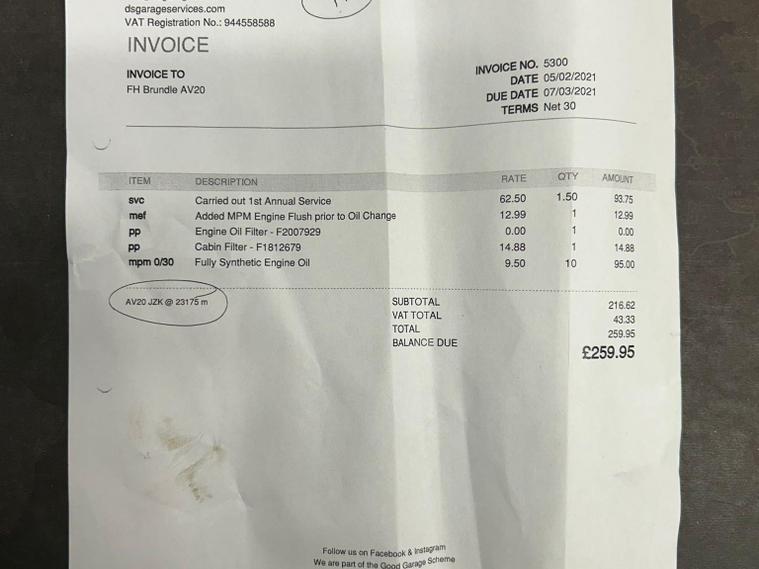 dsgarageservices.com
VAT Registration No.: 944558588
INVOICE
INVOICE TO
FH Brundle AV20
INVOICE NO. 5300
DATE 05/02/2021
DUE DATE 07/03/2021
TERMS Net 30
ITEM DESCRIPTION RATE QTY AMOUNT
svc Carried out 1st Annual Service 62.50 1.50 93.75
mef Added MPM Engine Flush prior to Oil Change 12.99 1 12.99
pp Engine Oil Filter - F2007929 0.00 1 0.00
pp Cabin Filter - F1812679 14.88 1 14.88
mpm 0/30 Fully Synthetic Engine Oil 9.50 10 95.00
AV20 JZK @ 23175 m
SUBTOTAL 216.62
VAT TOTAL 43.33
TOTAL 259.95
BALANCE DUE £259.95
Follow us on Facebook & Instagram
We are part of the Good Garage Scheme